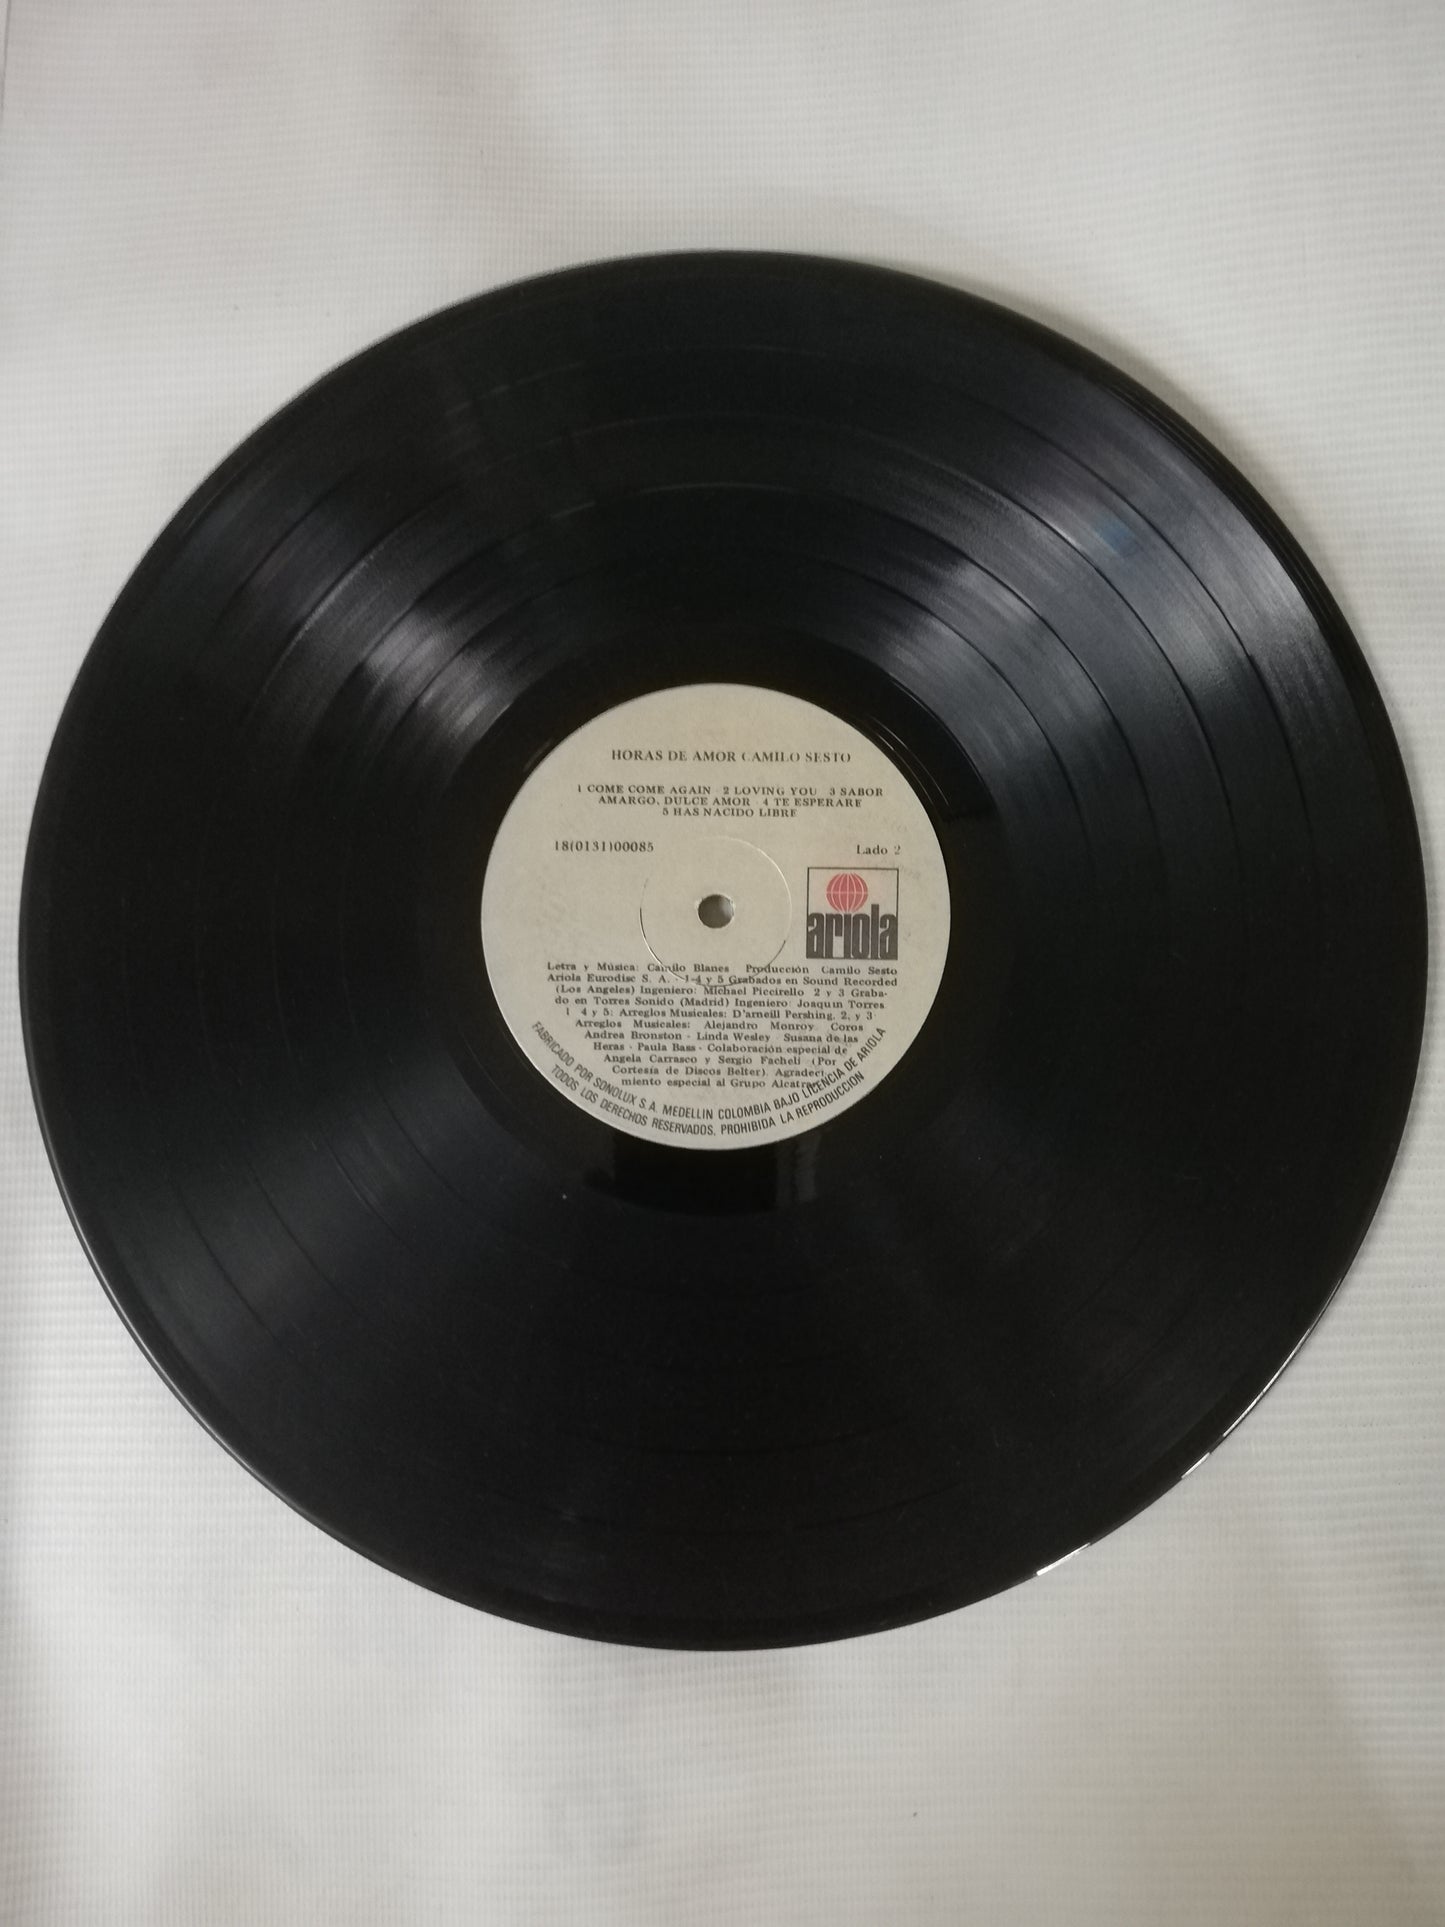 HORAS DE AMOR CAMILO SESTO
1 COME COME AGAIN · 2 LOVING YOU 3 SABOR
AMARGO, DULCE AMOR · 4 TE ESPERARE
5 HAS NACIDO LIBRE
18(0131)00085
Lado 2
ariola
Letra y Música: Camilo Blanes Producción Camilo Sesto
Ariola Eurodisc S. A. · 1-4 y 5 Grabados en Sound Recorded
(Los Angeles) Ingeniero: Michael Piccirello 2 y 3 Graba-
do en Torres Sonido (Madrid) Ingeniero: Joaquin Torres
1 4 y 5: Arreglos Musicales: D'arneill Pershing. 2, y 3
Arreglos Musicales: Alejandro Monroy Coros
Andrea Bronston - Linda Wesley Susana de las
Heras · Paula Bass · Colaboración especial de
Angela Carrasco y Sergio Facheli (Por
Cortesía de Discos Belter). Agradeci-
miento especial al Grupo
FABRICADO POR SONOLUX S.A. MEDELLIN COLOMBIA BAJO LICENCIA DE ARIOLA
TODOS LOS DERECHOS RESERVADOS, PROHIBIDA LA REPRODUCCION